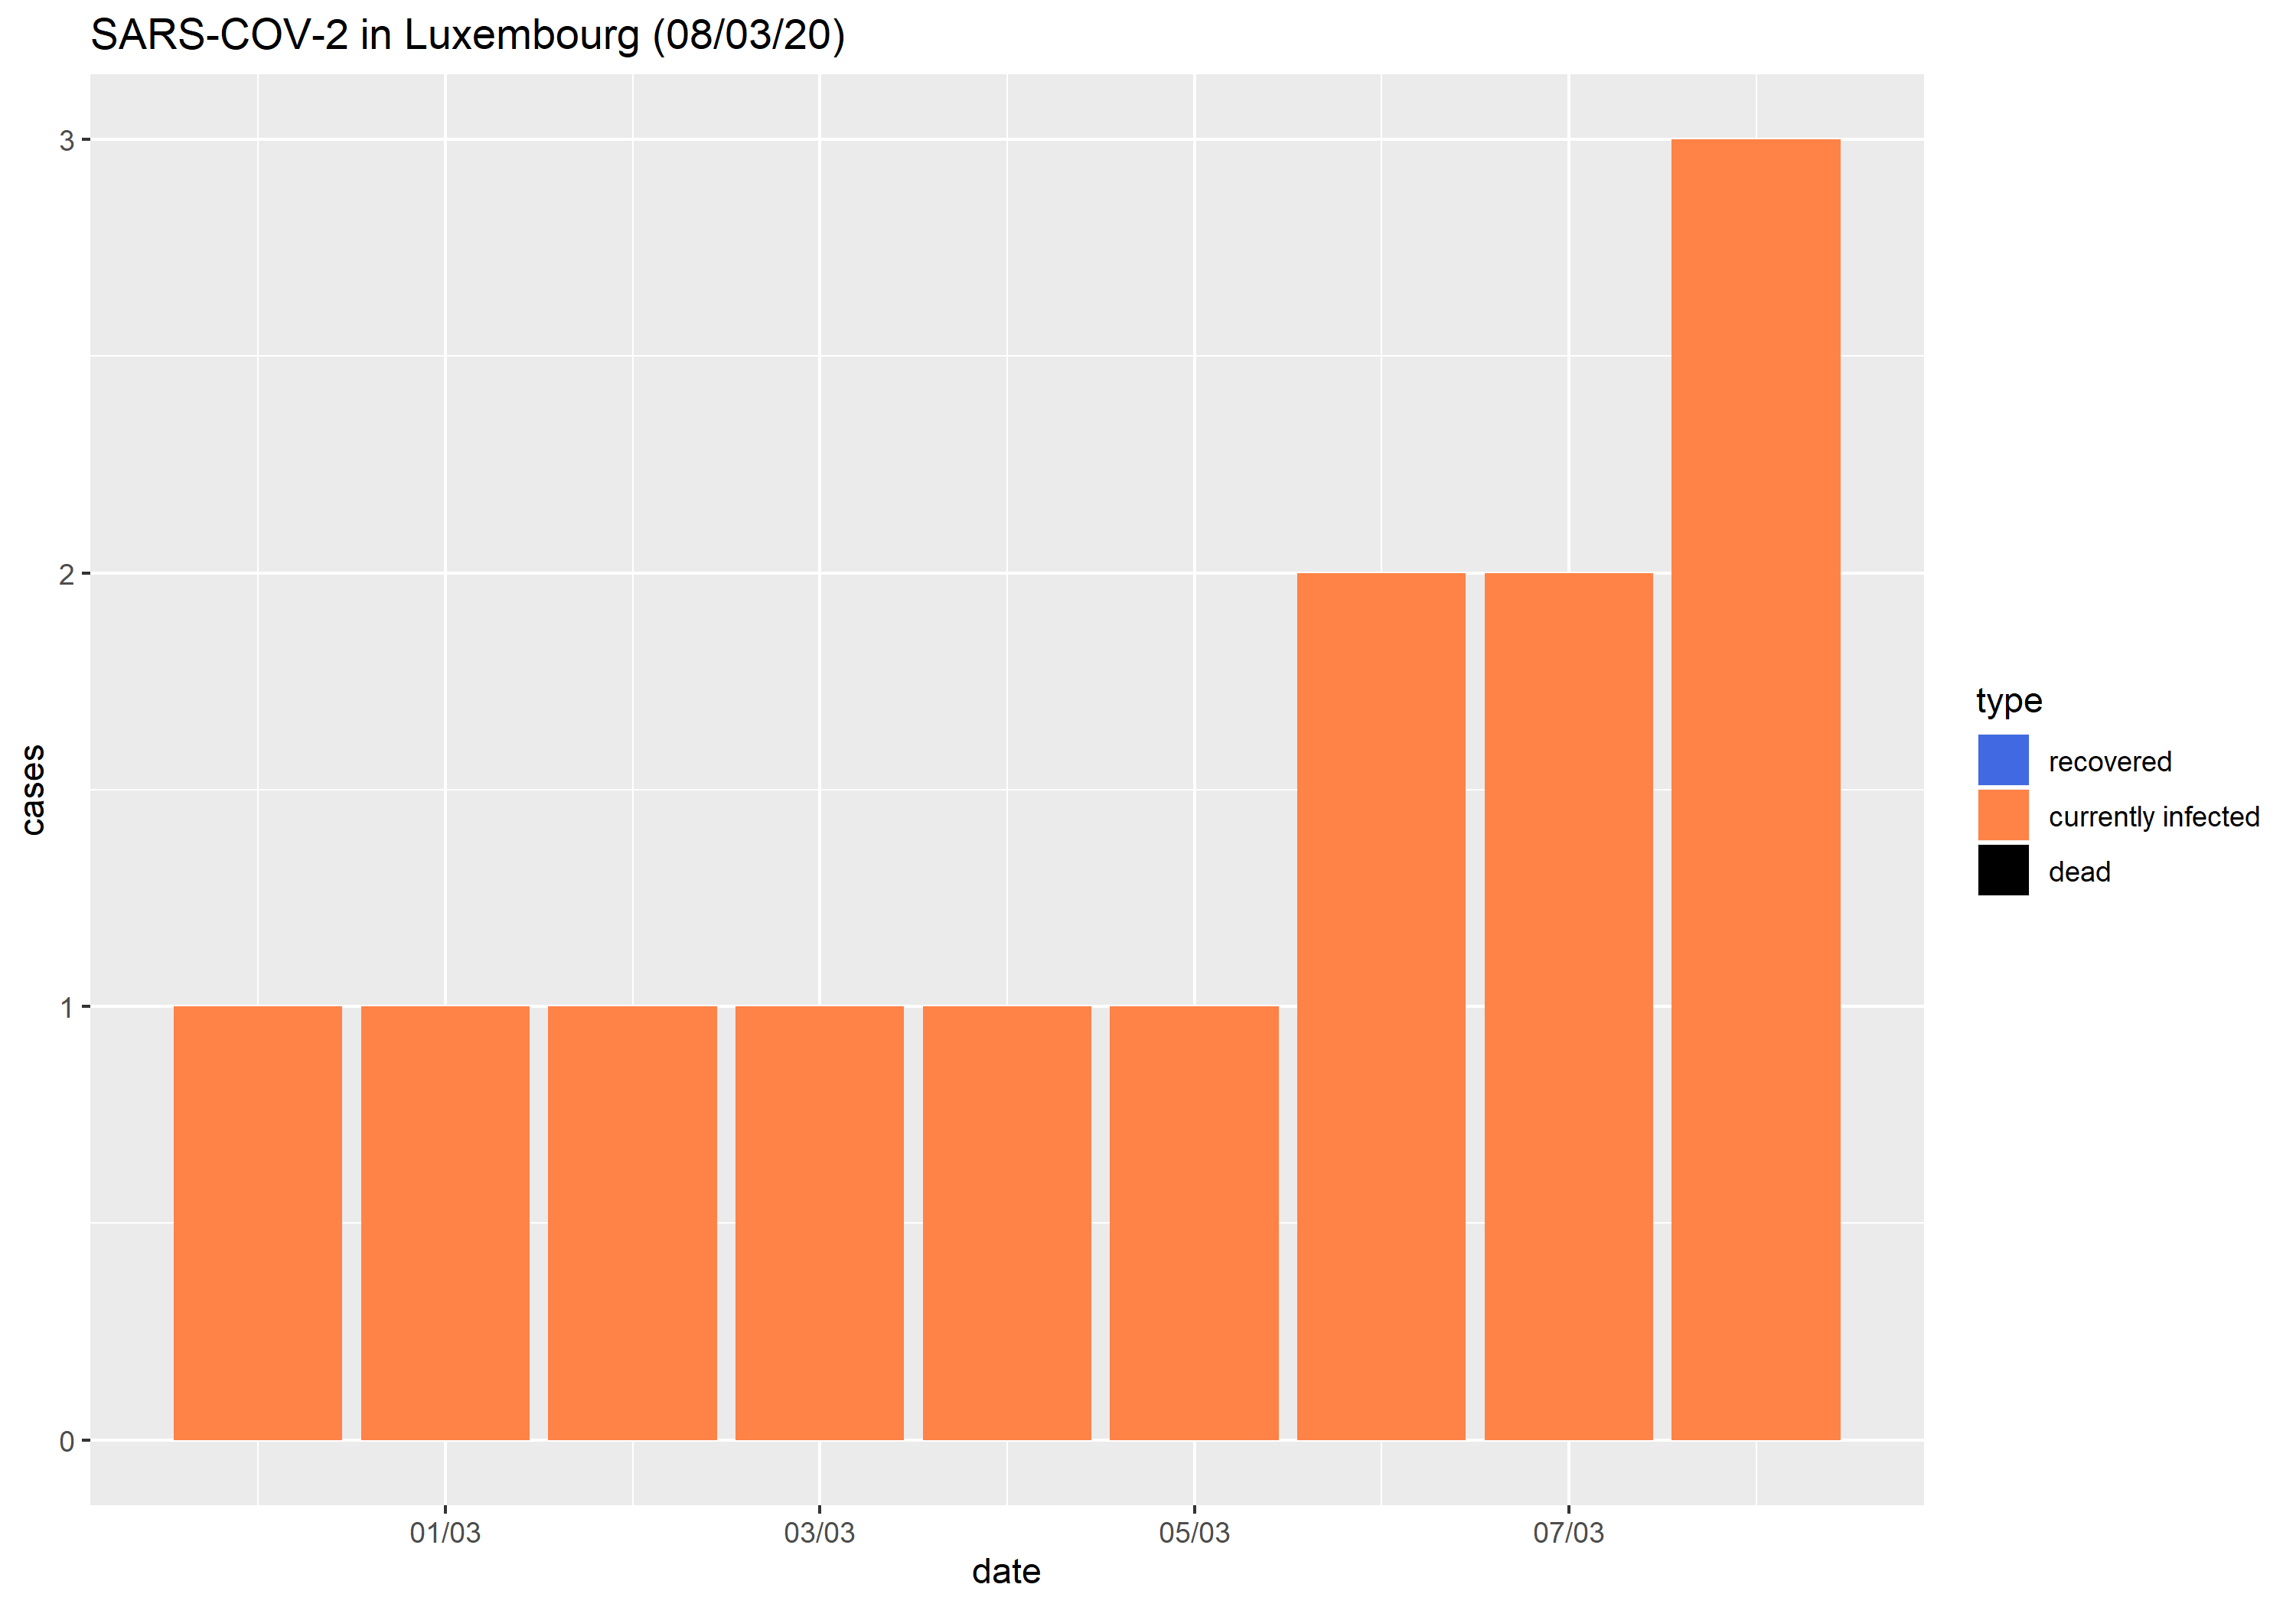 SARS-COV-2 in Luxembourg (08/03/20)
3
2
1
0
cases
01/03 03/03 05/03 07/03
date
type
recovered
currently infected
dead